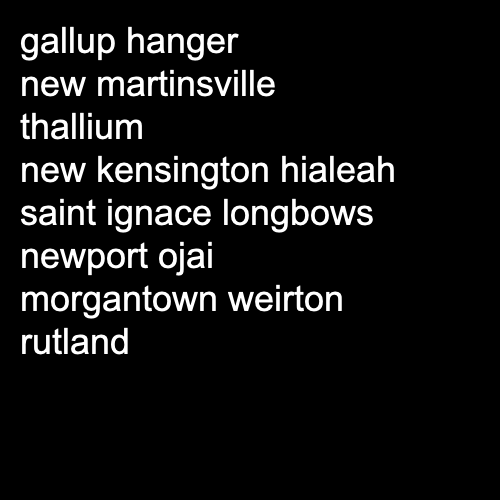 gallup hanger
new martinsville
thallium
new kensington hialeah
saint ignace longbows
newport ojai
morgantown weirton
rutland